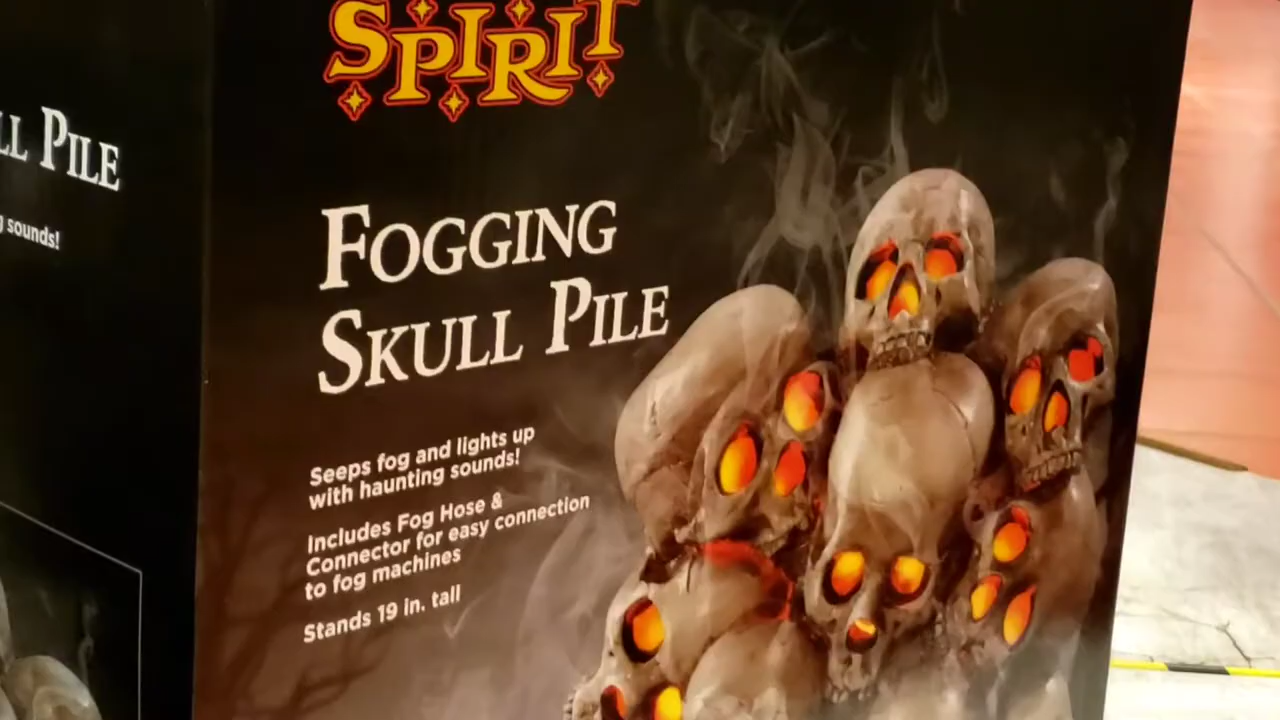 LL PILE
sounds!
SPIRIT
FOGGING
SKULL PILE
Seeps fog and lights up
with haunting sounds!
Includes Fog Hose &
Connector for easy connection
to fog machines
Stands 19 in. tall